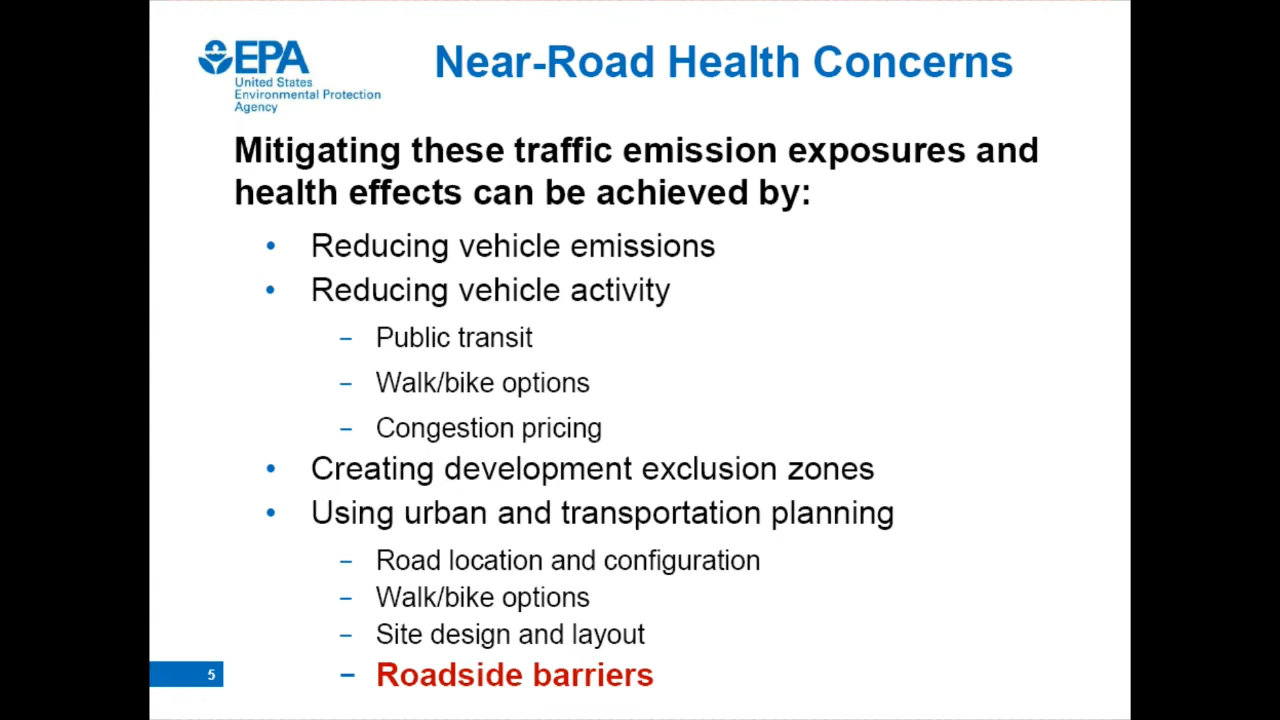 EPA
United States
Environmental Protection
Agency
Near-Road Health Concerns
Mitigating these traffic emission exposures and
health effects can be achieved by:
• Reducing vehicle emissions
• Reducing vehicle activity
– Public transit
– Walk/bike options
– Congestion pricing
• Creating development exclusion zones
• Using urban and transportation planning
– Road location and configuration
– Walk/bike options
– Site design and layout
– Roadside barriers
5